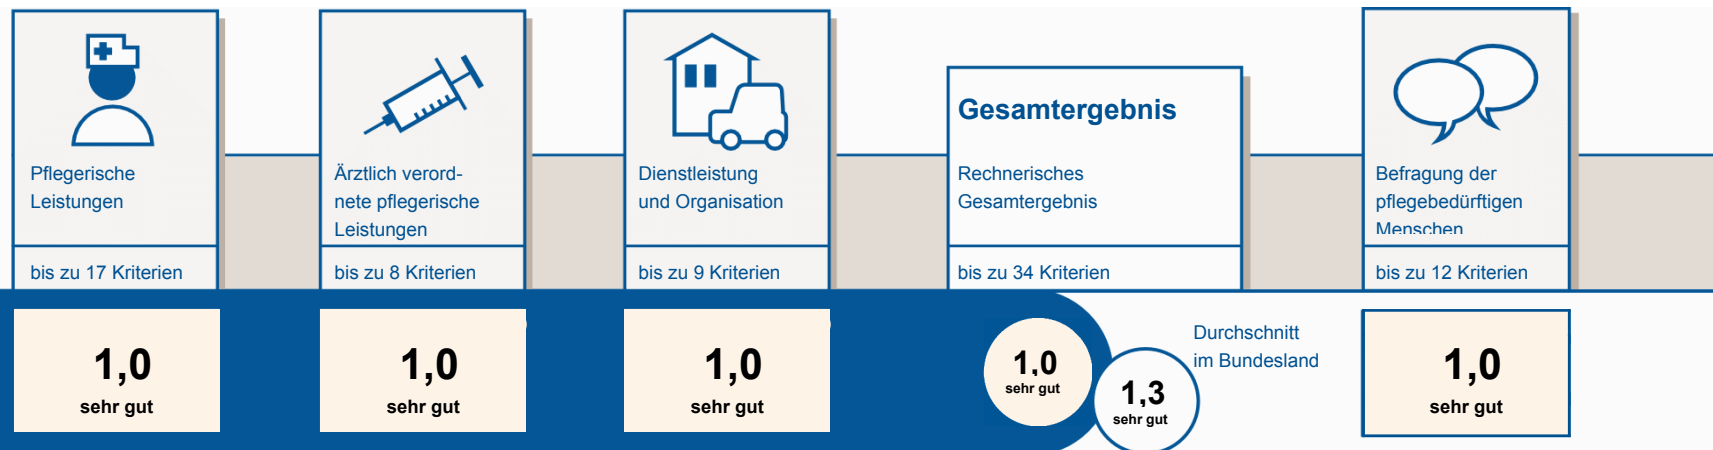 Pflegerische
Leistungen
bis zu 17 Kriterien
1,0
sehr gut
Ärztlich verord-
nete pflegerische
Leistungen
bis zu 8 Kriterien
1,0
sehr gut
Dienstleistung
und Organisation
bis zu 9 Kriterien
1,0
sehr gut
Gesamtergebnis
Rechnerisches
Gesamtergebnis
bis zu 34 Kriterien
1,0
sehr gut
1,3
sehr gut
Durchschnitt
im Bundesland
Befragung der
pflegebedürftigen
Menschen
bis zu 12 Kriterien
1,0
sehr gut